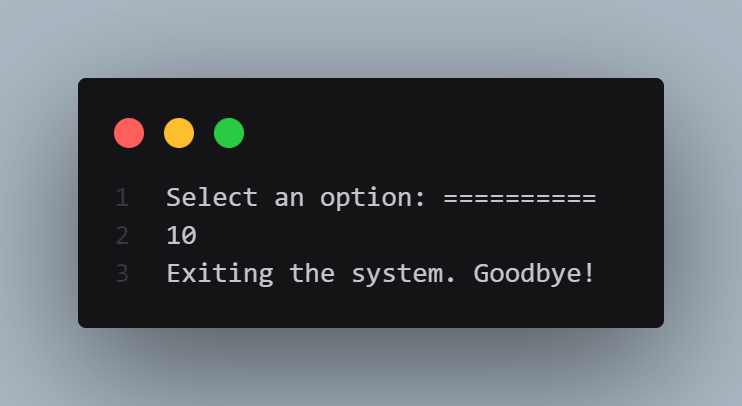 1 Select an option: ==========
2 10
3 Exiting the system. Goodbye!